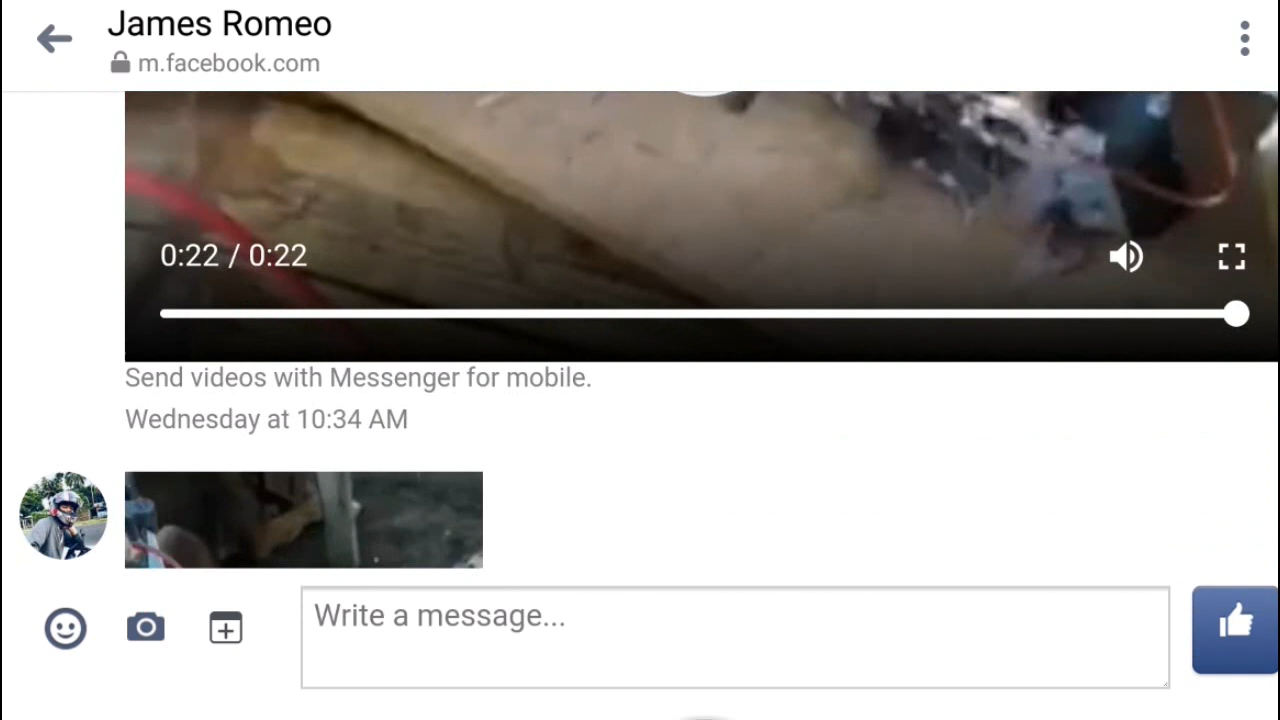 James Romeo
m.facebook.com
0:22 / 0:22
Send videos with Messenger for mobile.
Wednesday at 10:34 AM
Write a message...